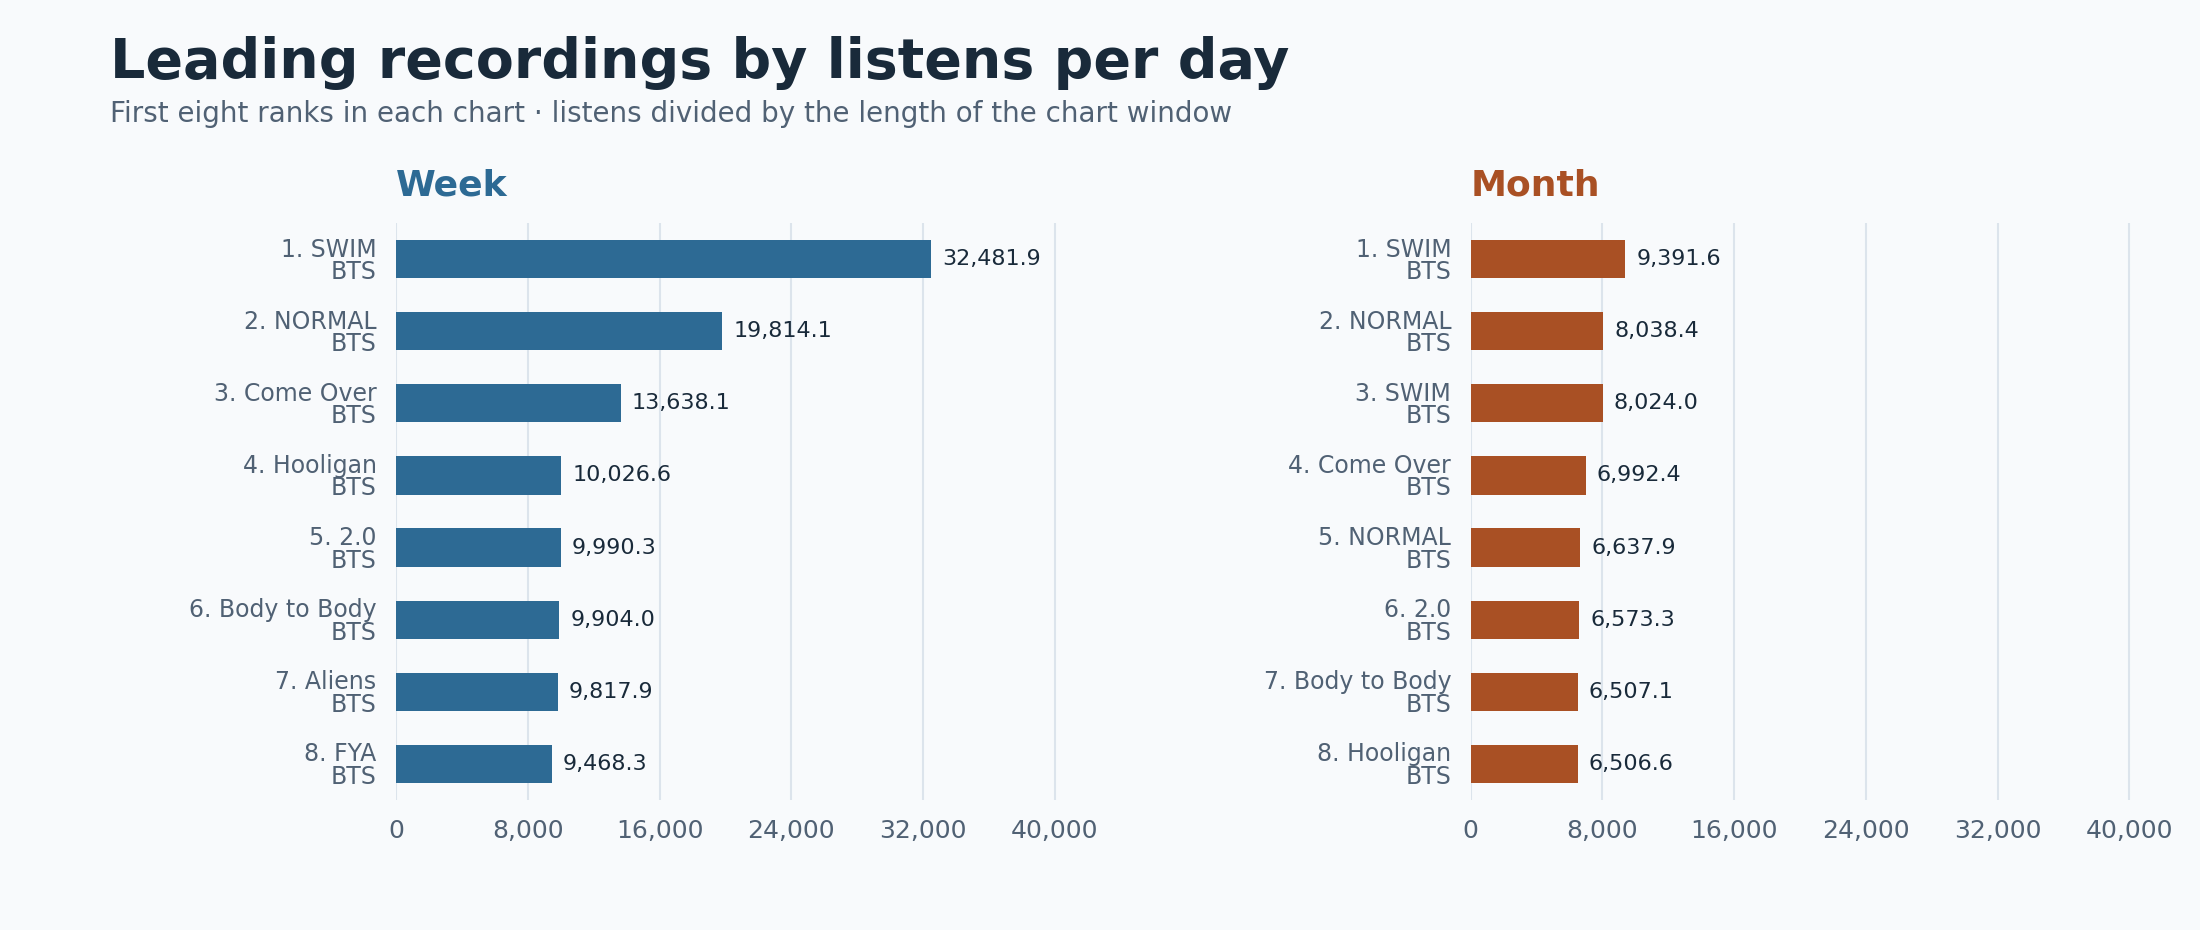 Leading recordings by listens per day
First eight ranks in each chart · listens divided by the length of the chart window
Week
1. SWIM
BTS
32,481.9
2. NORMAL
BTS
19,814.1
3. Come Over
BTS
13,638.1
4. Hooligan
BTS
10,026.6
5. 2.0
BTS
9,990.3
6. Body to Body
BTS
9,904.0
7. Aliens
BTS
9,817.9
8. FYA
BTS
9,468.3
0 8,000 16,000 24,000 32,000 40,000
Month
1. SWIM
BTS
9,391.6
2. NORMAL
BTS
8,038.4
3. SWIM
BTS
8,024.0
4. Come Over
BTS
6,992.4
5. NORMAL
BTS
6,637.9
6. 2.0
BTS
6,573.3
7. Body to Body
BTS
6,507.1
8. Hooligan
BTS
6,506.6
0 8,000 16,000 24,000 32,000 40,000